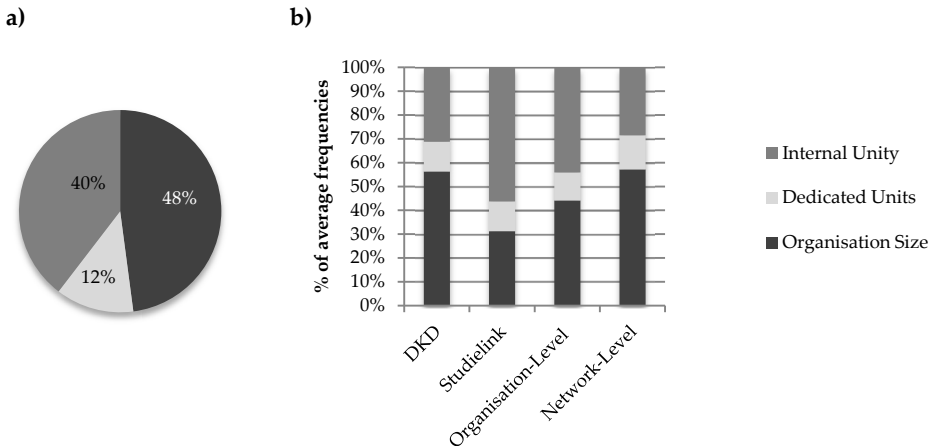 a)
40%
48%
12%
b)
% of average frequencies
100%
90%
80%
70%
60%
50%
40%
30%
20%
10%
0%
DKD
Studielink
Organisation-Level
Network-Level
Internal Unity
Dedicated Units
Organisation Size